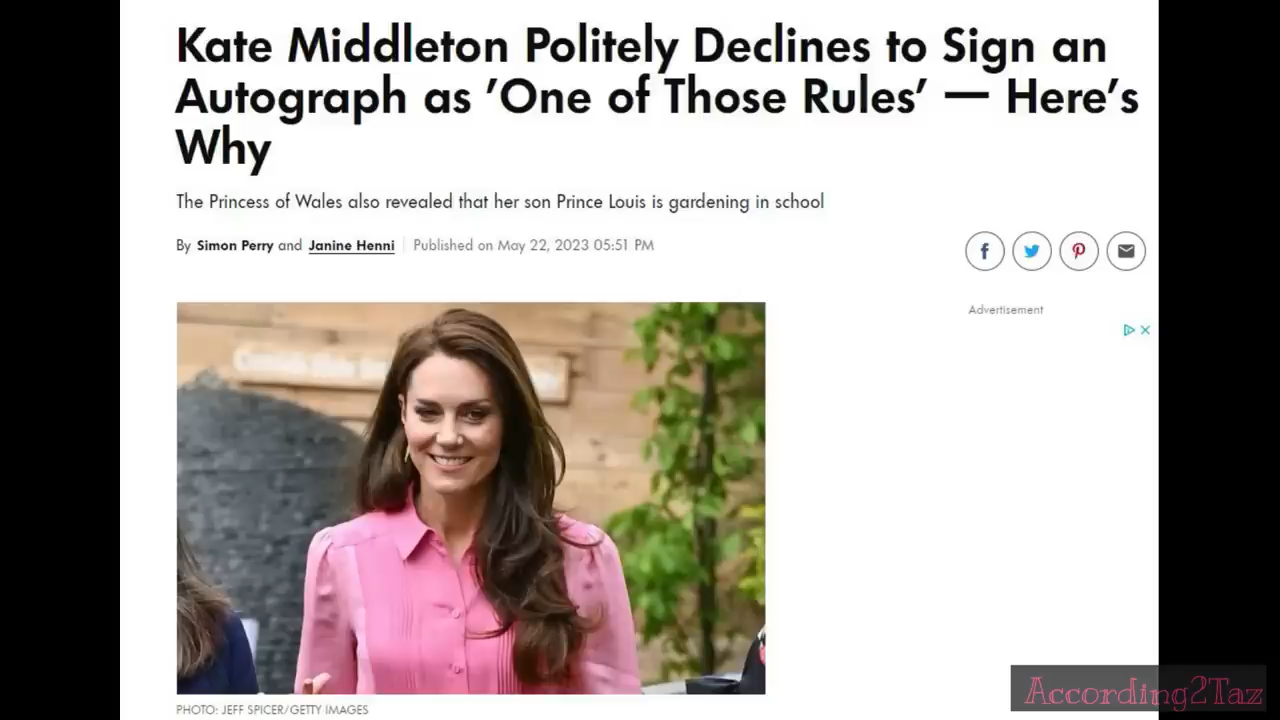 Kate Middleton Politely Declines to Sign an
Autograph as ’One of Those Rules’ — Here’s
Why
The Princess of Wales also revealed that her son Prince Louis is gardening in school
By Simon Perry and Janine Henni Published on May 22, 2023 05:51 PM
Advertisement
PHOTO: JEFF SPICER/GETTY IMAGES
According2Taz